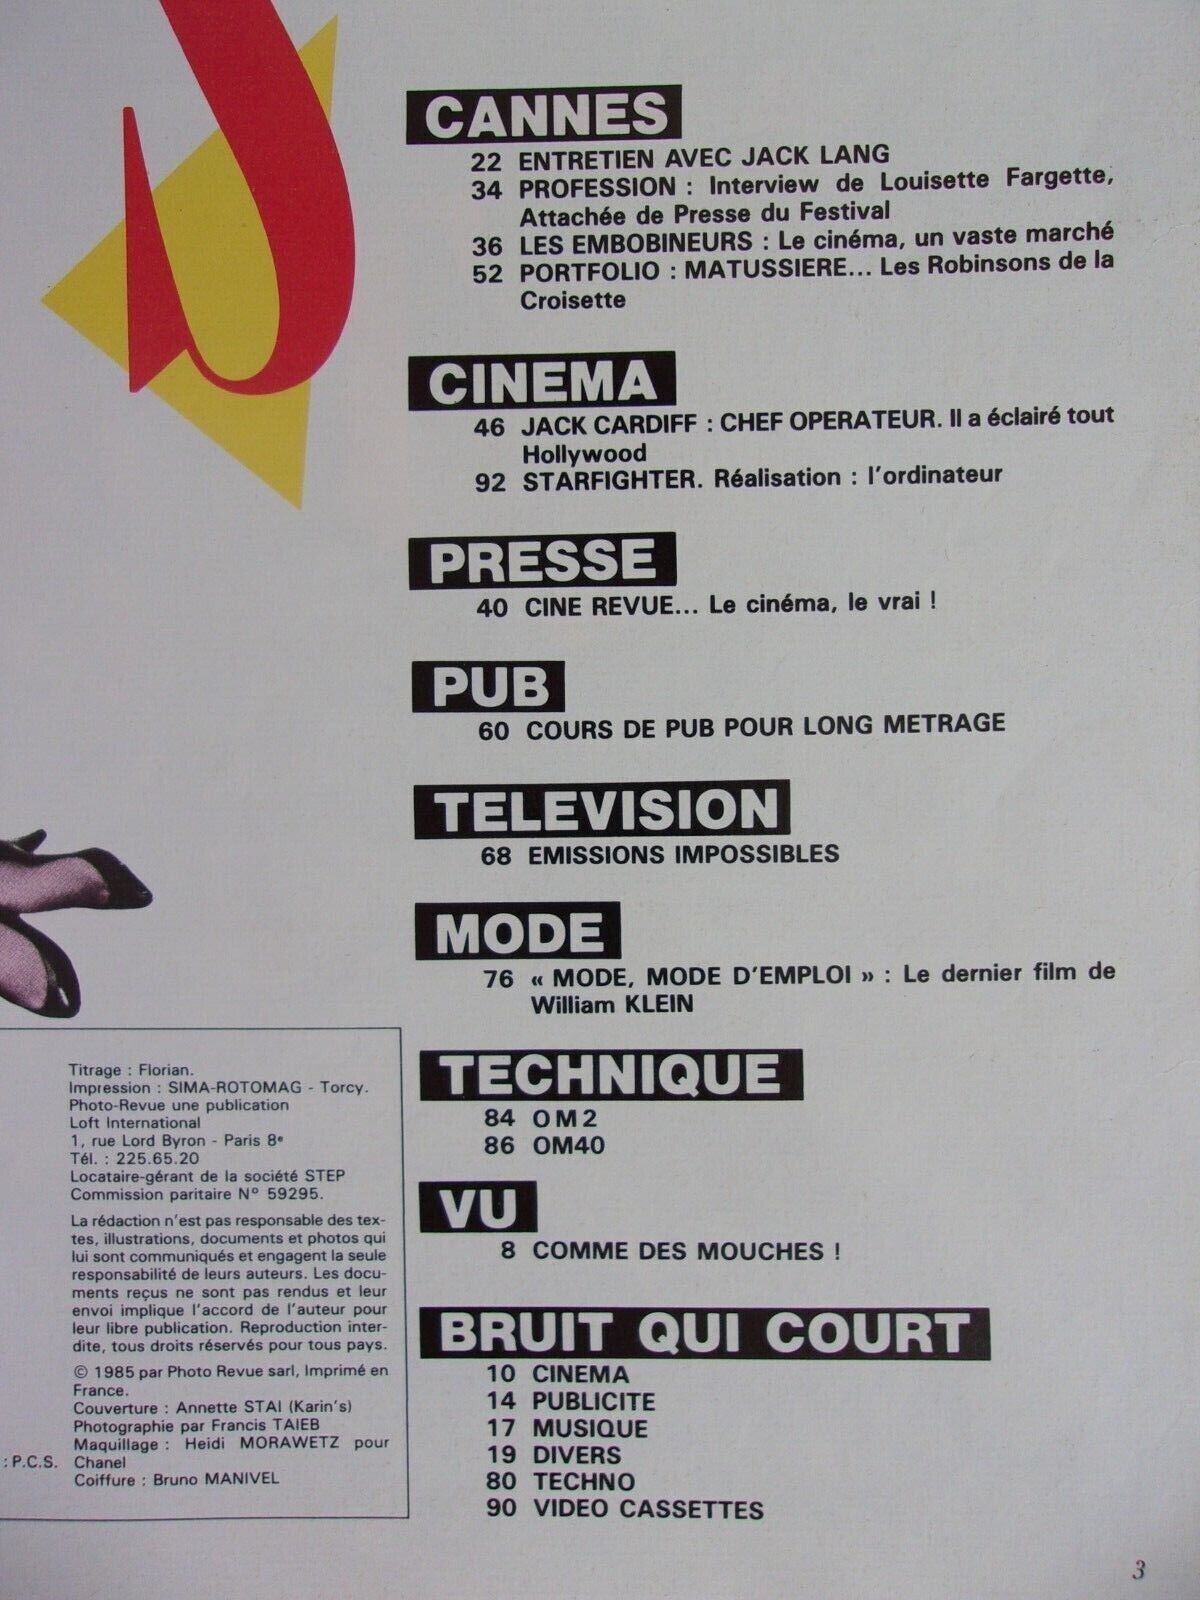 CANNES
22 ENTRETIEN AVEC JACK LANG
34 PROFESSION : Interview de Louisette Fargette,
Attachée de Presse du Festival
36 LES EMBOBINEURS : Le cinéma, un vaste marché
52 PORTFOLIO : MATUSSIERE... Les Robinsons de la
Croisette
CINEMA
46 JACK CARDIFF : CHEF OPERATEUR. Il a éclairé tout
Hollywood
92 STARFIGHTER. Réalisation : l'ordinateur
PRESSE
40 CINE REVUE... Le cinéma, le vrai !
PUB
60 COURS DE PUB POUR LONG METRAGE
TELEVISION
68 EMISSIONS IMPOSSIBLES
MODE
76 « MODE, MODE D'EMPLOI » : Le dernier film de
William KLEIN
TECHNIQUE
84 OM2
86 OM40
VU
8 COMME DES MOUCHES !
BRUIT QUI COURT
10 CINEMA
14 PUBLICITE
17 MUSIQUE
19 DIVERS
80 TECHNO
90 VIDEO CASSETTES
Titrage : Florian.
Impression : SIMA-ROTOMAG - Torcy.
Photo-Revue une publication
Loft International
1, rue Lord Byron - Paris 8e
Tél. : 225.65.20
Locataire-gérant de la société STEP
Commission paritaire N° 59295.
La rédaction n'est pas responsable des tex-
tes, illustrations, documents et photos qui
lui sont communiqués et engagent la seule
responsabilité de leurs auteurs. Les docu-
ments reçus ne sont pas rendus et leur
envoi implique l'accord de l'auteur pour
leur libre publication. Reproduction inter-
dite, tous droits réservés pour tous pays.
© 1985 par Photo Revue sarl, Imprimé en
France.
Couverture : Annette STAI (Karin's)
Photographie par Francis TAIEB
Maquillage : Heidi MORAWETZ pour
: P.C.S. Chanel
Coiffure : Bruno MANIVEL
3